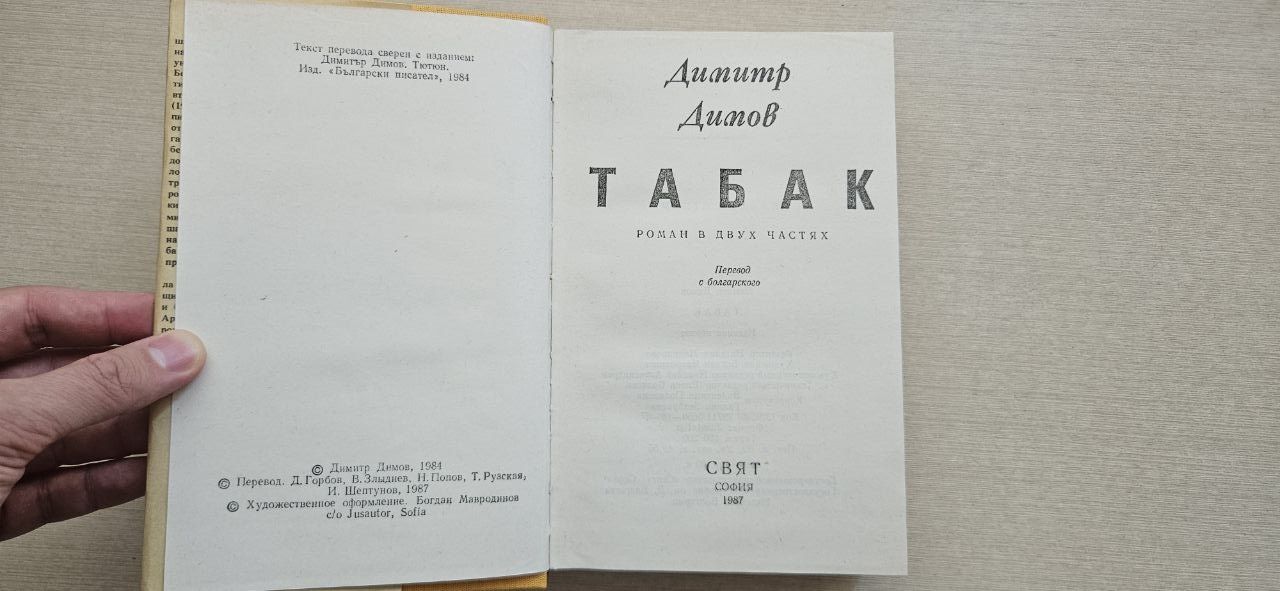 Текст перевода сверен с изданием:
Димитър Димов. Тютюн.
Изд. «Български писател», 1984
© Димитр Димов, 1984
© Перевод. Д. Горбов, В. Злыднев, Н. Попов, Т. Рузская,
И. Шептунов, 1987
© Художественное оформление. Богдан Мавродинов
c/o Jusautor, Sofia
Димитр
Димов
ТАБАК
РОМАН В ДВУХ ЧАСТЯХ
Перевод
с болгарского
СВЯТ
СОФИЯ
1987